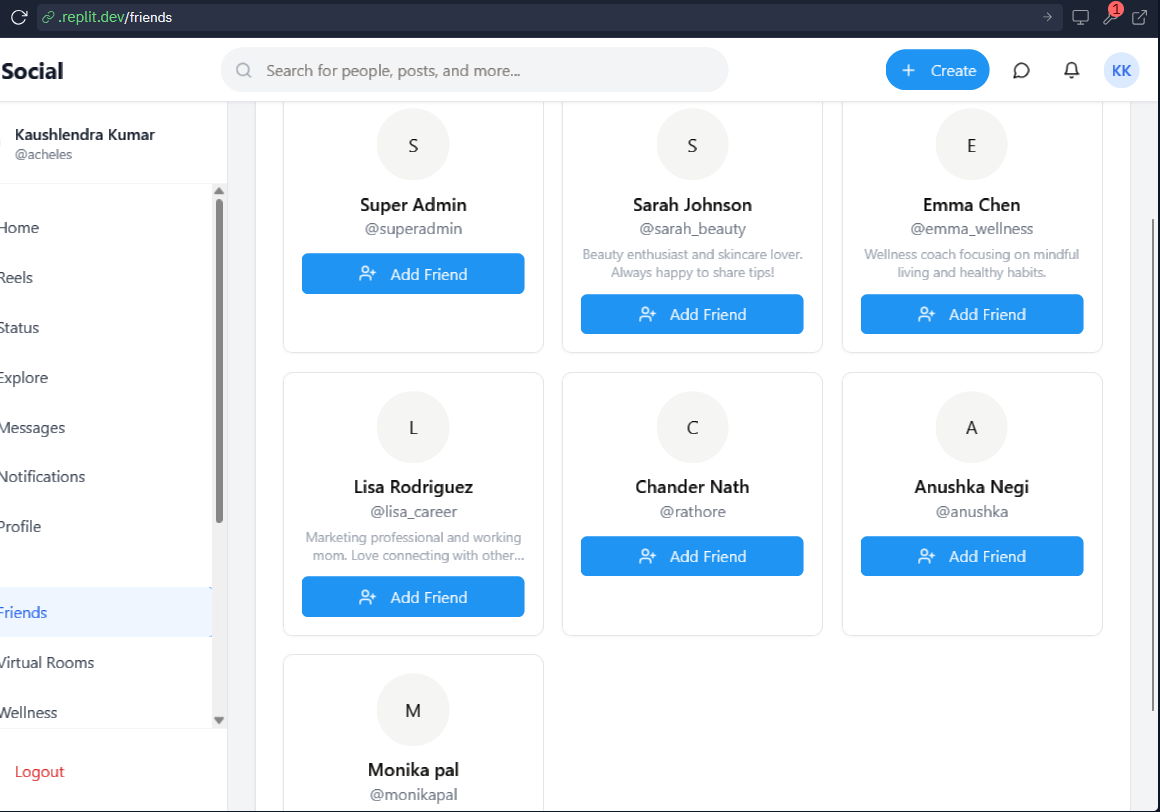 .replit.dev/friends
1
Social
Search for people, posts, and more...
+ Create
KK
Kaushlendra Kumar
@acheles
Home
Reels
Status
Explore
Messages
Notifications
Profile
Friends
Virtual Rooms
Wellness
Logout
S
Super Admin
@superadmin
Add Friend
S
Sarah Johnson
@sarah_beauty
Beauty enthusiast and skincare lover.
Always happy to share tips!
Add Friend
E
Emma Chen
@emma_wellness
Wellness coach focusing on mindful
living and healthy habits.
Add Friend
L
Lisa Rodriguez
@lisa_career
Marketing professional and working
mom. Love connecting with other...
Add Friend
C
Chander Nath
@rathore
Add Friend
A
Anushka Negi
@anushka
Add Friend
M
Monika pal
@monikapal